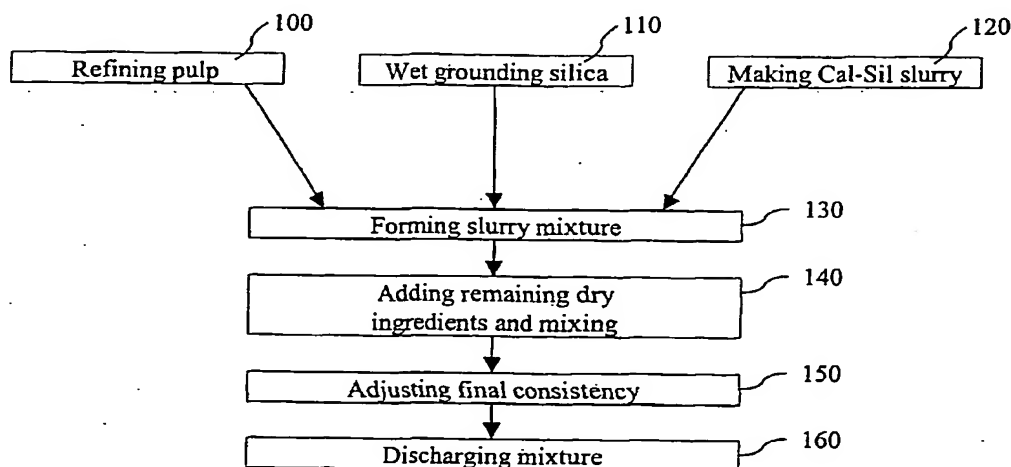 100
110
120
Refining pulp
Wet grounding silica
Making Cal-Sil slurry
130
Forming slurry mixture
140
Adding remaining dry
ingredients and mixing
150
Adjusting final consistency
160
Discharging mixture